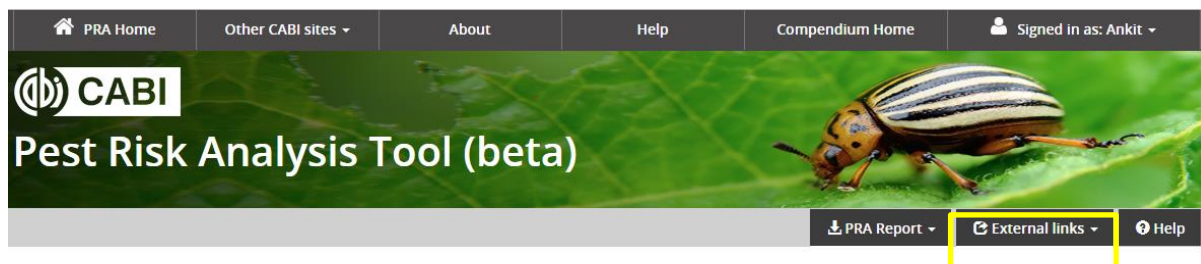 PRA Home Other CABI sites About Help Compendium Home Signed in as: Ankit
CABI
Pest Risk Analysis Tool (beta)
PRA Report External links Help